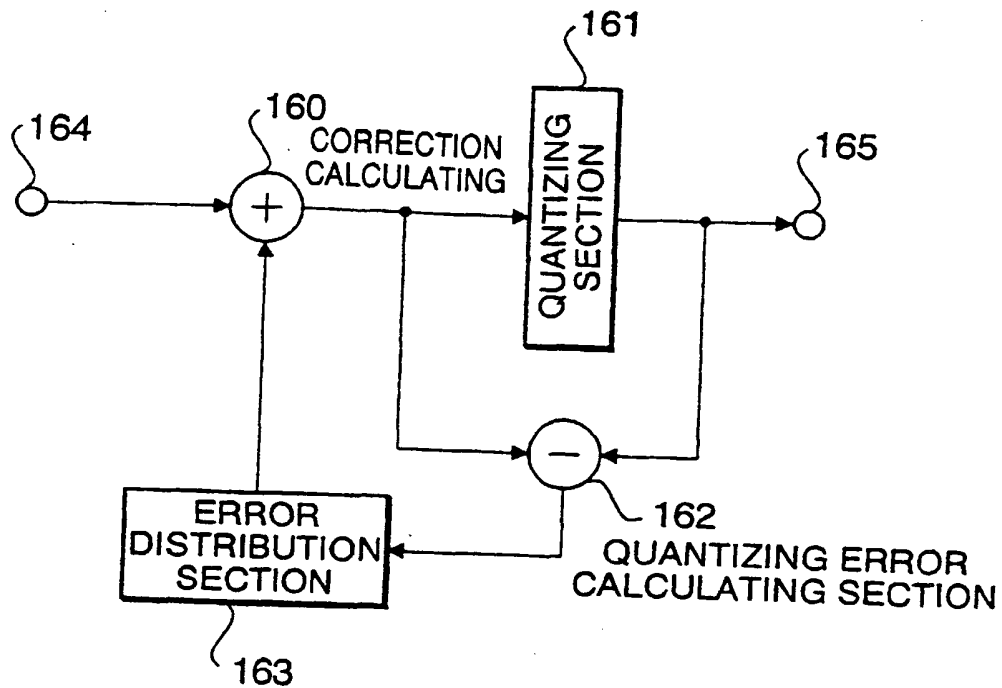 161
160
164
CORRECTION
CALCULATING
165
QUANTIZING
SECTION
+
−
162
QUANTIZING ERROR
CALCULATING SECTION
ERROR
DISTRIBUTION
SECTION
163